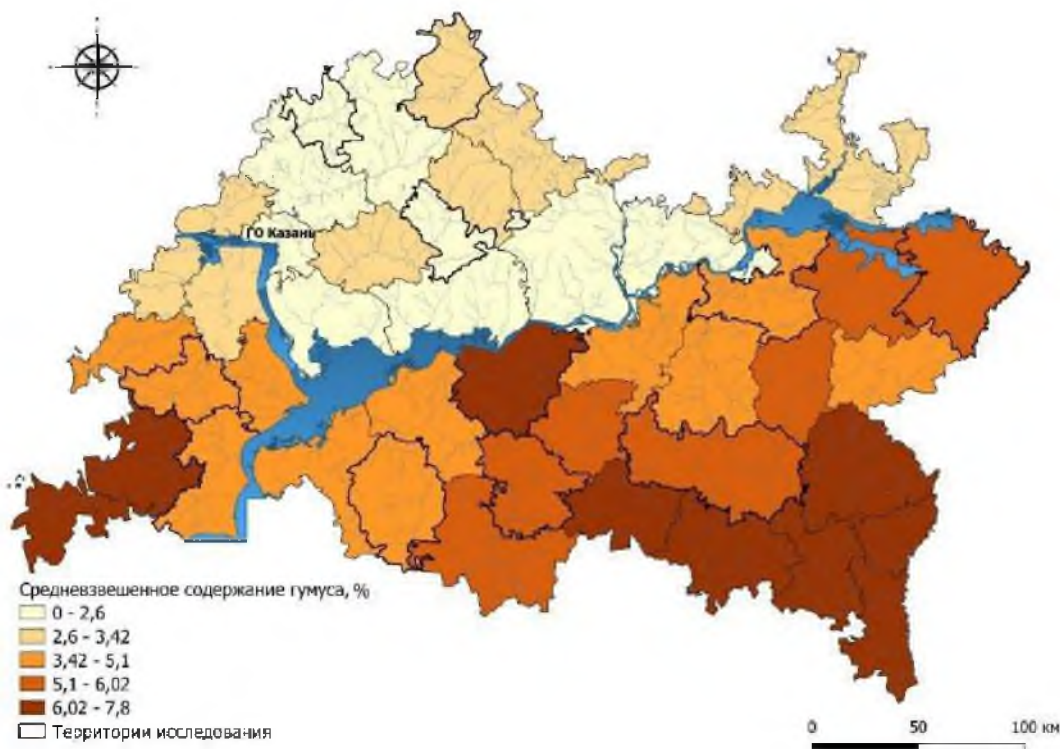 ГО Казань
Средневзвешенное содержание гумуса, %
0 - 2,6
2,6 - 3,42
3,42 - 5,1
5,1 - 6,02
6,02 - 7,8
Территории исследования
0 50 100 км